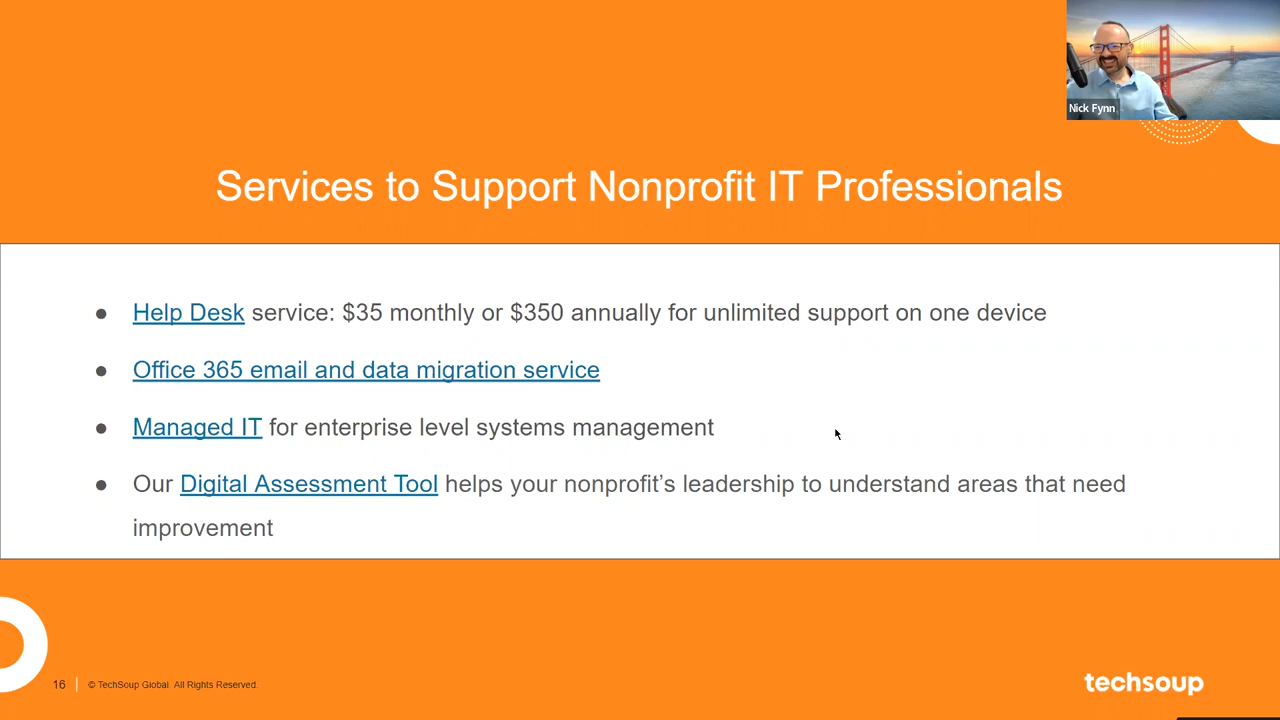 Nick Fynn
Services to Support Nonprofit IT Professionals
● Help Desk service: $35 monthly or $350 annually for unlimited support on one device
● Office 365 email and data migration service
● Managed IT for enterprise level systems management
● Our Digital Assessment Tool helps your nonprofit’s leadership to understand areas that need
improvement
16 | © TechSoup Global. All Rights Reserved.
techsoup